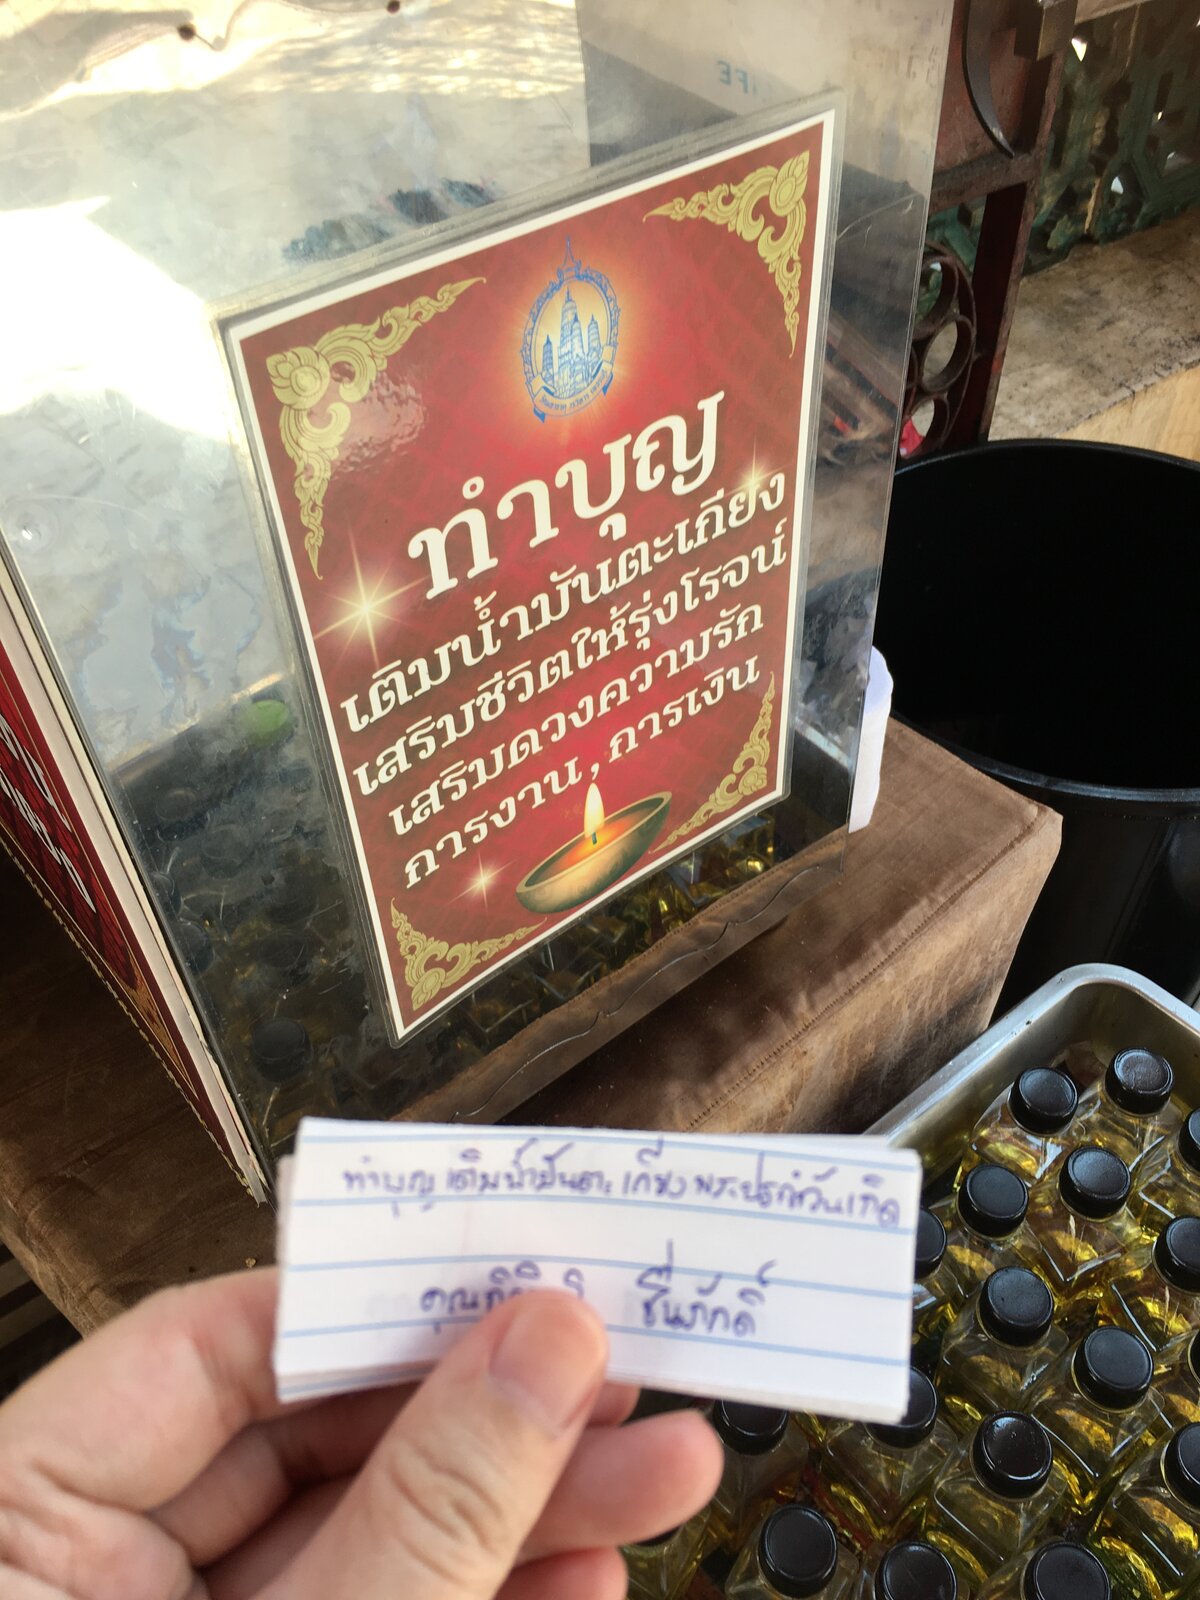 ทำบุญ
เติมน้ำมันตะเกียง
เสริมชีวิตให้รุ่งโรจน์
เสริมดวงความรัก
การงาน, การเงิน
ทำบุญ เติมน้ำมันตะเกียง พระประจำวันเกิด
ชื่นภักดิ์